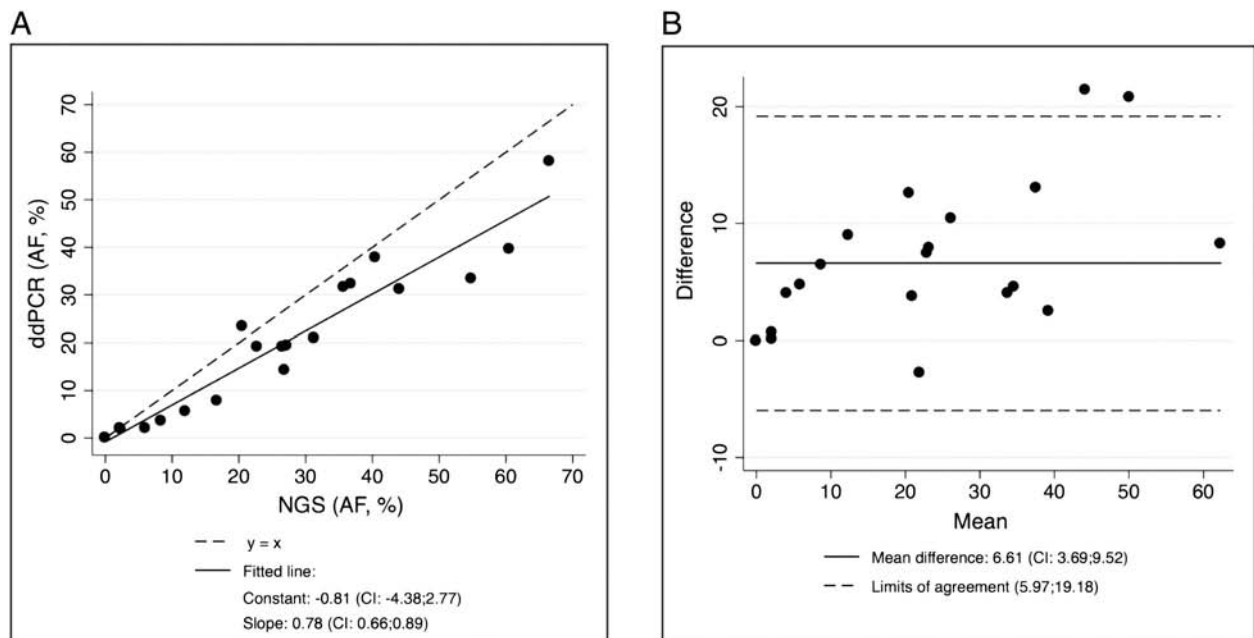 A
70
60
50
40
30
20
10
0
ddPCR (AF, %)
0 10 20 30 40 50 60 70
NGS (AF, %)
y = x
Fitted line:
Constant: -0.81 (CI: -4.38;2.77)
Slope: 0.78 (CI: 0.66;0.89)
B
20
10
0
-10
Difference
0 10 20 30 40 50 60
Mean
Mean difference: 6.61 (CI: 3.69;9.52)
Limits of agreement (5.97;19.18)